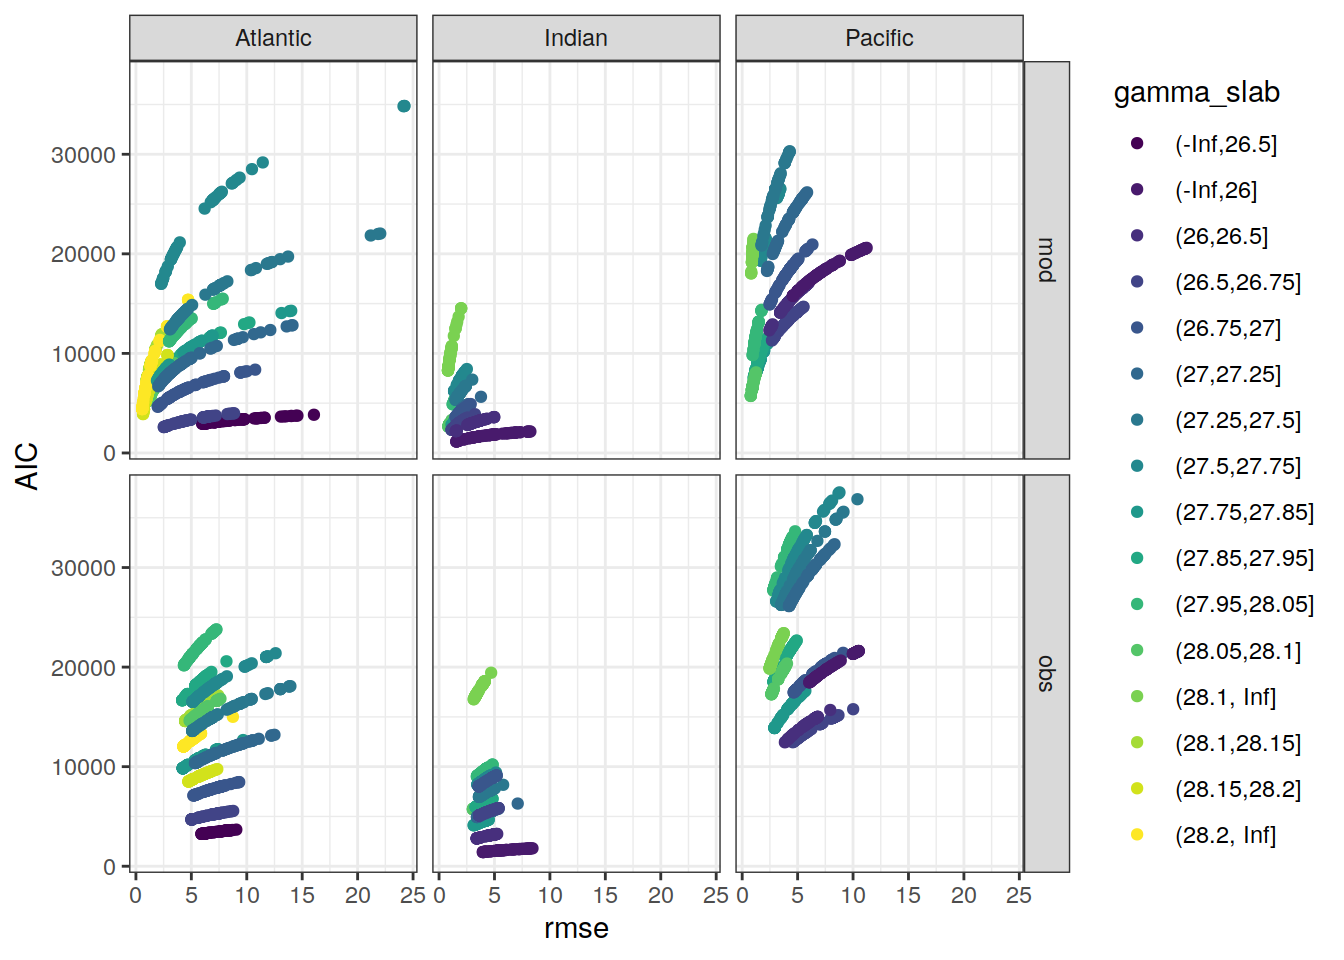 Atlantic
Indian
Pacific
mod
obs
30000
20000
10000
0
30000
20000
10000
0
AIC
0 5 10 15 20 25
0 5 10 15 20 25
0 5 10 15 20 25
rmse
gamma_slab
(-Inf,26.5]
(-Inf,26]
(26,26.5]
(26.5,26.75]
(26.75,27]
(27,27.25]
(27.25,27.5]
(27.5,27.75]
(27.75,27.85]
(27.85,27.95]
(27.95,28.05]
(28.05,28.1]
(28.1, Inf]
(28.1,28.15]
(28.15,28.2]
(28.2, Inf]